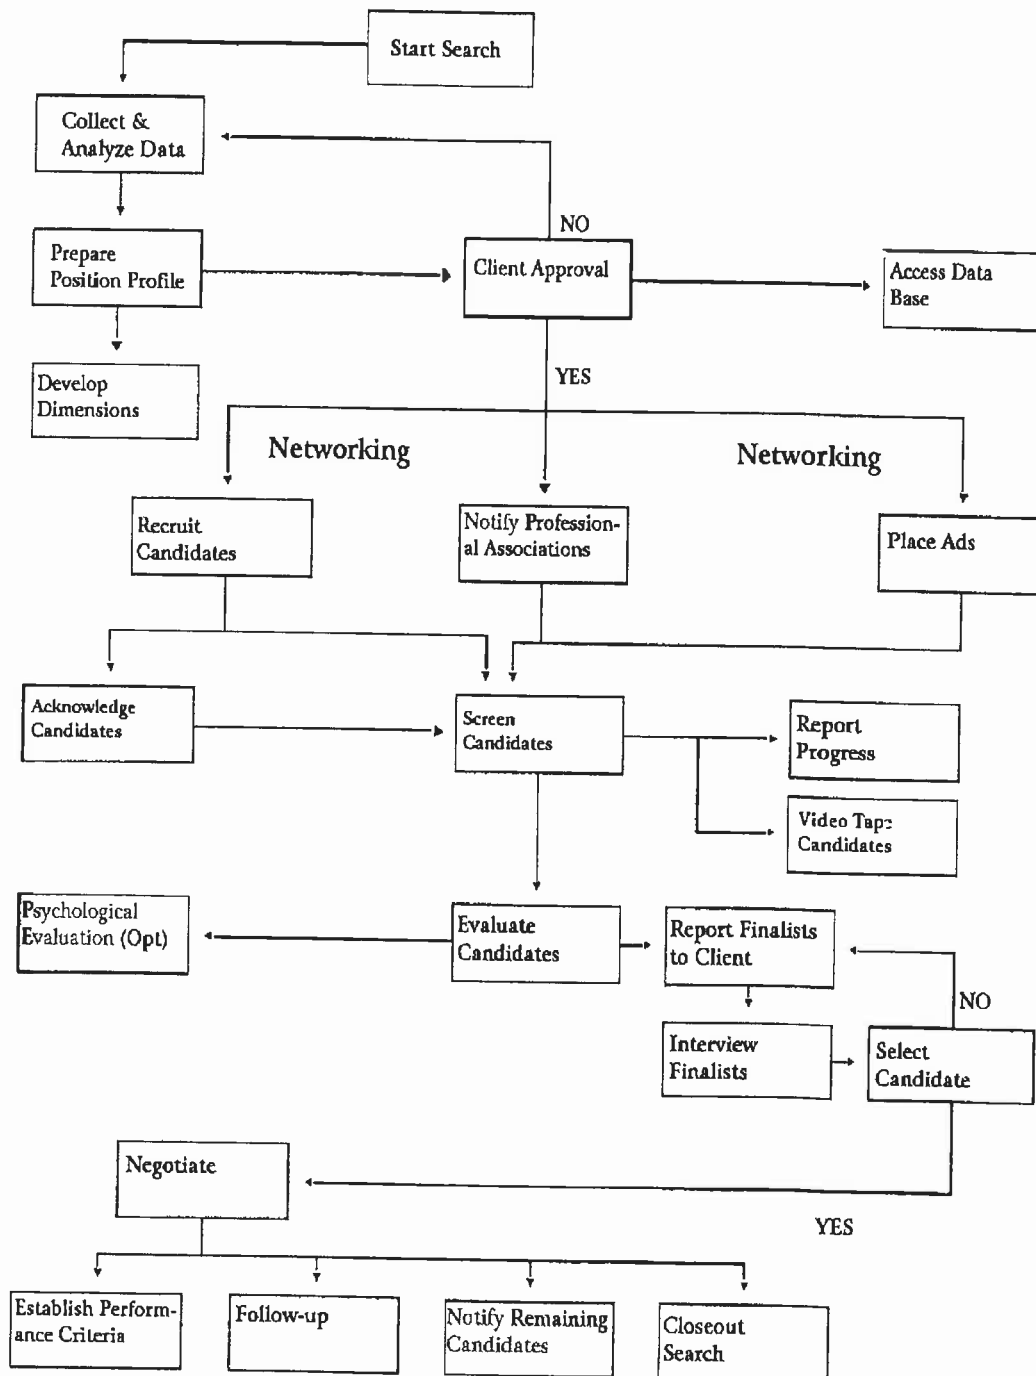 Start Search
Collect &
Analyze Data
NO
Prepare
Position Profile
Client Approval
Access Data
Base
YES
Develop
Dimensions
Networking
Networking
Recruit
Candidates
Notify Profession-
al Associations
Place Ads
Acknowledge
Candidates
Screen
Candidates
Report
Progress
Video Tape
Candidates
Psychological
Evaluation (Opt)
Evaluate
Candidates
Report Finalists
to Client
NO
Interview
Finalists
Select
Candidate
Negotiate
YES
Establish Perform-
ance Criteria
Follow-up
Notify Remaining
Candidates
Closeout
Search